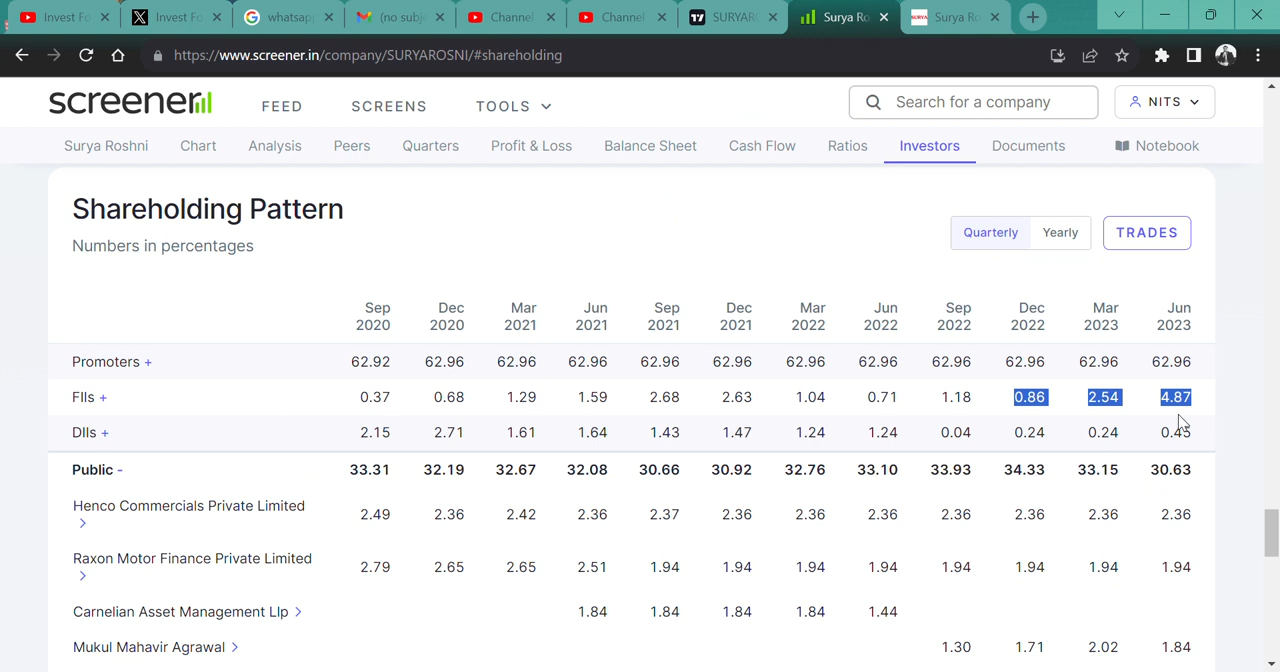 Invest Fo
Invest Fo
whatsap
(no subje
Channel
Channel
SURYAR
Surya Ro
Surya Ro
https://www.screener.in/company/SURYAROSNI/#shareholding
screener
FEED
SCREENS
TOOLS
Search for a company
NITS
Surya Roshni
Chart
Analysis
Peers
Quarters
Profit & Loss
Balance Sheet
Cash Flow
Ratios
Investors
Documents
Notebook
Shareholding Pattern
Numbers in percentages
Quarterly
Yearly
TRADES
Sep Dec Mar Jun Sep Dec Mar Jun Sep Dec Mar Jun
2020 2020 2021 2021 2021 2021 2022 2022 2022 2022 2023 2023
Promoters + 62.92 62.96 62.96 62.96 62.96 62.96 62.96 62.96 62.96 62.96 62.96 62.96
FIIs + 0.37 0.68 1.29 1.59 2.68 2.63 1.04 0.71 1.18 0.86 2.54 4.87
DIIs + 2.15 2.71 1.61 1.64 1.43 1.47 1.24 1.24 0.04 0.24 0.24
Public - 33.31 32.19 32.67 32.08 30.66 30.92 32.76 33.10 33.93 34.33 33.15 30.63
Henco Commercials Private Limited > 2.49 2.36 2.42 2.36 2.37 2.36 2.36 2.36 2.36 2.36 2.36 2.36
Raxon Motor Finance Private Limited > 2.79 2.65 2.65 2.51 1.94 1.94 1.94 1.94 1.94 1.94 1.94 1.94
Carnelian Asset Management Llp > 1.84 1.84 1.84 1.84 1.44
Mukul Mahavir Agrawal > 1.30 1.71 2.02 1.84